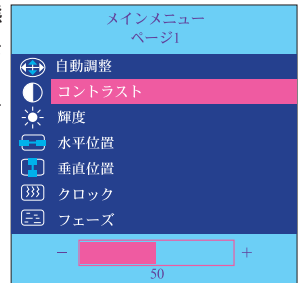 メインメニュー
ページ1
自動調整
コントラスト
輝度
水平位置
垂直位置
クロック
フェーズ
− +
50